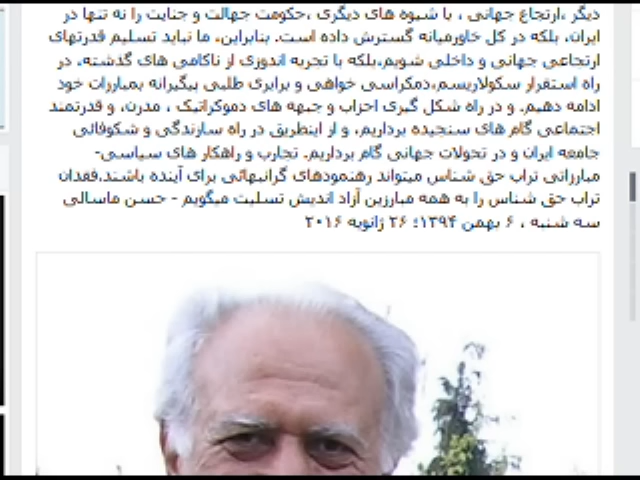 دیگر ،ارتجاع جهانی ، با شیوه های دیگری ،حکومت جهالت و جنایت را نه تنها در
ایران، بلکه در کل خاورمیانه گسترش داده است. بنابراین، ما نباید تسلیم قدرتهای
ارتجاعی جهانی و داخلی شویم،بلکه با تجربه اندوزی از ناکامی های گذشته، در
راه استقرار سکولاریسم،دمکراسی خواهی و برابری طلبی پیگیرانه بمبارزات خود
ادامه دهیم. و در راه شکل گیری احزاب و جبهه های دموکراتیک ، مدرن، و قدرتمند
اجتماعی گام های سنجیده برداریم، و از اینطریق در راه سازندگی و شکوفائی
جامعه ایران و در تحولات جهانی گام برداریم. تجارب و راهکار های سیاسی-
مبارزاتی تراب حق شناس میتواند رهنمودهای گرانبهائی برای آینده باشند.فقدان
تراب حق شناس را به همه مبارزین آزاد اندیش تسلیت میگویم - حسن ماسالی
سه شنبه ، ۶ بهمن ۱۳۹۴؛ ۲۶ ژانویه ۲۰۱۶